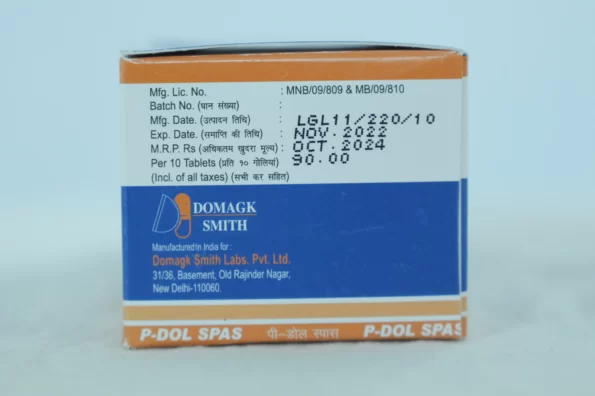 Mfg. Lic. No. : MNB/09/809 & MB/09/810
Batch No. (घान संख्या) :
Mfg. Date. (उत्पादन तिथि) : LGL11/220/10
Exp. Date. (समाप्ति की तिथि) : NOV.2022
M.R.P. Rs (अधिकतम खुदरा मूल्य) : OCT.2024
Per 10 Tablets (प्रति १० गोलियां) 90.00
(Incl. of all taxes) (सभी कर सहित)
DOMAGK
SMITH
Manufactured in India for :
Domagk Smith Labs. Pvt. Ltd.
31/36, Basement, Old Rajinder Nagar,
New Delhi-110060.
P-DOL SPAS पी-डोल स्पास P-DOL SPAS